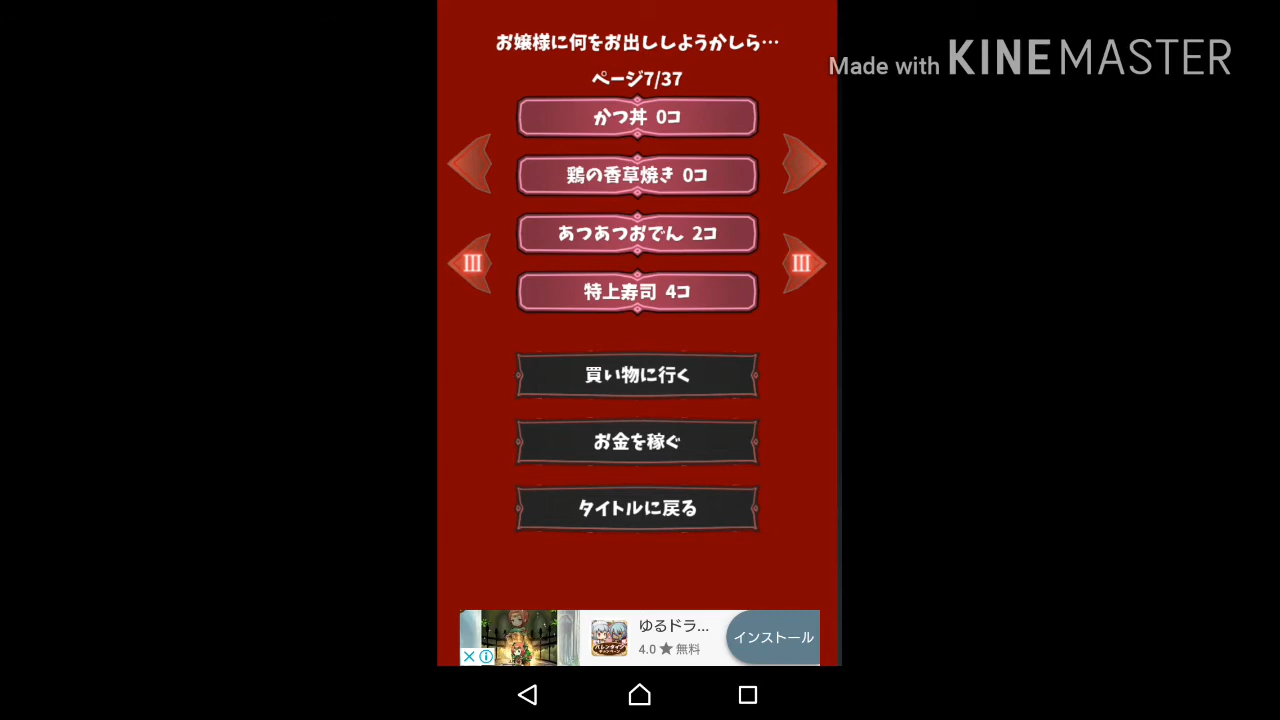 お嬢様に何をお出ししようかしら…
Made with KINEMASTER
ページ7/37
かつ丼 0コ
鶏の香草焼き 0コ
あつあつおでん 2コ
III
III
特上寿司 4コ
買い物に行く
お金を稼ぐ
タイトルに戻る
ゆるドラ...
4.0★無料
インストール